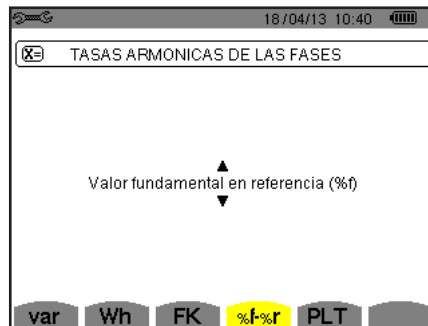 18/04/13 10:40
X= TASAS ARMONICAS DE LAS FASES
Valor fundamental en referencia (%f)
var Wh FK %f-%r PLT